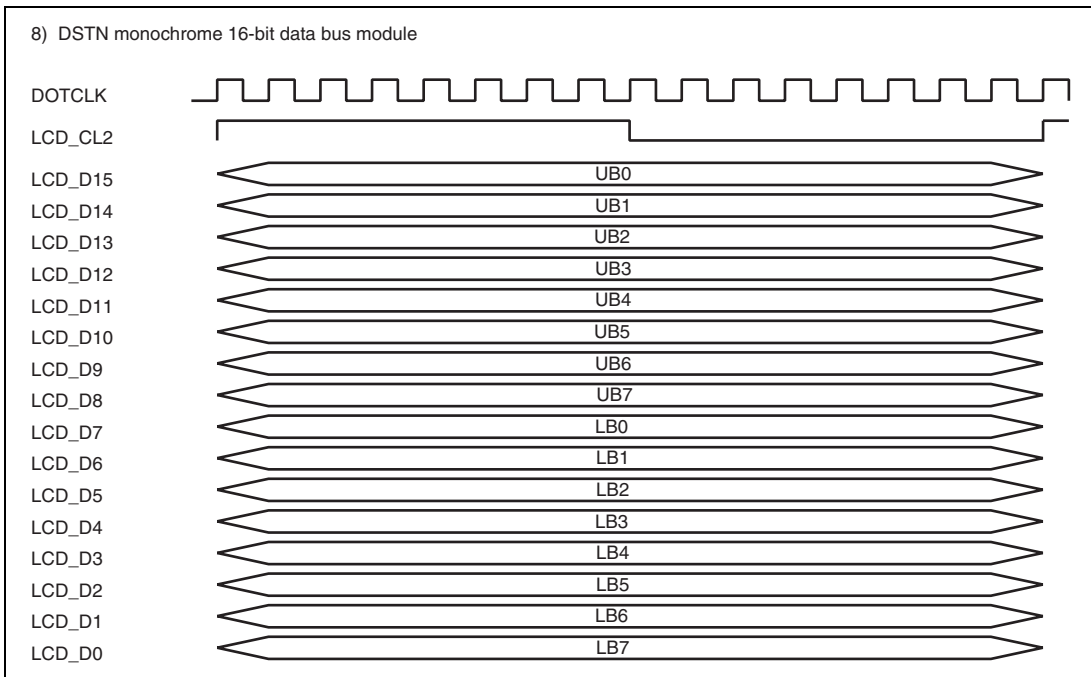 8) DSTN monochrome 16-bit data bus module
DOTCLK
LCD_CL2
LCD_D15 UB0
LCD_D14 UB1
LCD_D13 UB2
LCD_D12 UB3
LCD_D11 UB4
LCD_D10 UB5
LCD_D9 UB6
LCD_D8 UB7
LCD_D7 LB0
LCD_D6 LB1
LCD_D5 LB2
LCD_D4 LB3
LCD_D3 LB4
LCD_D2 LB5
LCD_D1 LB6
LCD_D0 LB7